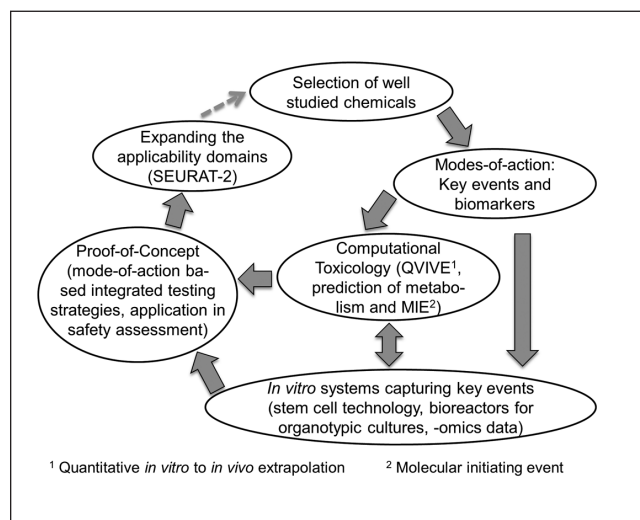 Selection of well
studied chemicals
Expanding the
applicability domains
(SEURAT-2)
Modes-of-action:
Key events and
biomarkers
Proof-of-Concept
(mode-of-action ba-
sed integrated testing
strategies, application in
safety assessment)
Computational
Toxicology (QVIVE¹,
prediction of metabo-
lism and MIE²)
In vitro systems capturing key events
(stem cell technology, bioreactors for
organotypic cultures, -omics data)
¹ Quantitative in vitro to in vivo extrapolation
² Molecular initiating event